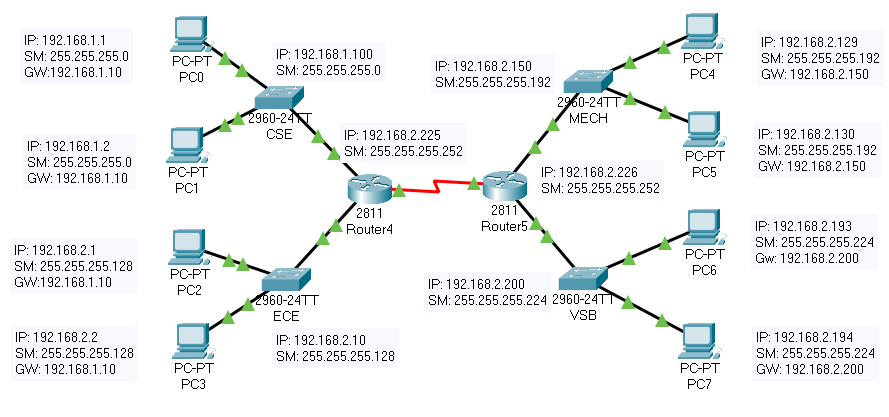 IP: 192.168.1.1
SM: 255.255.255.0
GW:192.168.1.10
PC-PT
PC0
IP: 192.168.1.100
SM: 255.255.255.0
2960-24TT
CSE
IP: 192.168.1.2
SM: 255.255.255.0
GW: 192.168.1.10
PC-PT
PC1
IP: 192.168.2.225
SM: 255.255.255.252
2811
Router4
IP: 192.168.2.1
SM: 255.255.255.128
GW:192.168.1.10
PC-PT
PC2
2960-24TT
ECE
IP: 192.168.2.2
SM: 255.255.255.128
GW: 192.168.1.10
PC-PT
PC3
IP: 192.168.2.10
SM: 255.255.255.128
IP: 192.168.2.150
SM:255.255.255.192
2960-24TT
MECH
PC-PT
PC4
IP: 192.168.2.129
SM: 255.255.255.192
GW: 192.168.2.150
PC-PT
PC5
IP: 192.168.2.130
SM: 255.255.255.192
GW: 192.168.2.150
IP: 192.168.2.226
SM: 255.255.255.252
2811
Router5
PC-PT
PC6
IP: 192.168.2.193
SM: 255.255.255.224
Gw: 192.168.2.200
IP: 192.168.2.200
SM: 255.255.255.224
2960-24TT
VSB
PC-PT
PC7
IP: 192.168.2.194
SM: 255.255.255.224
GW: 192.168.2.200